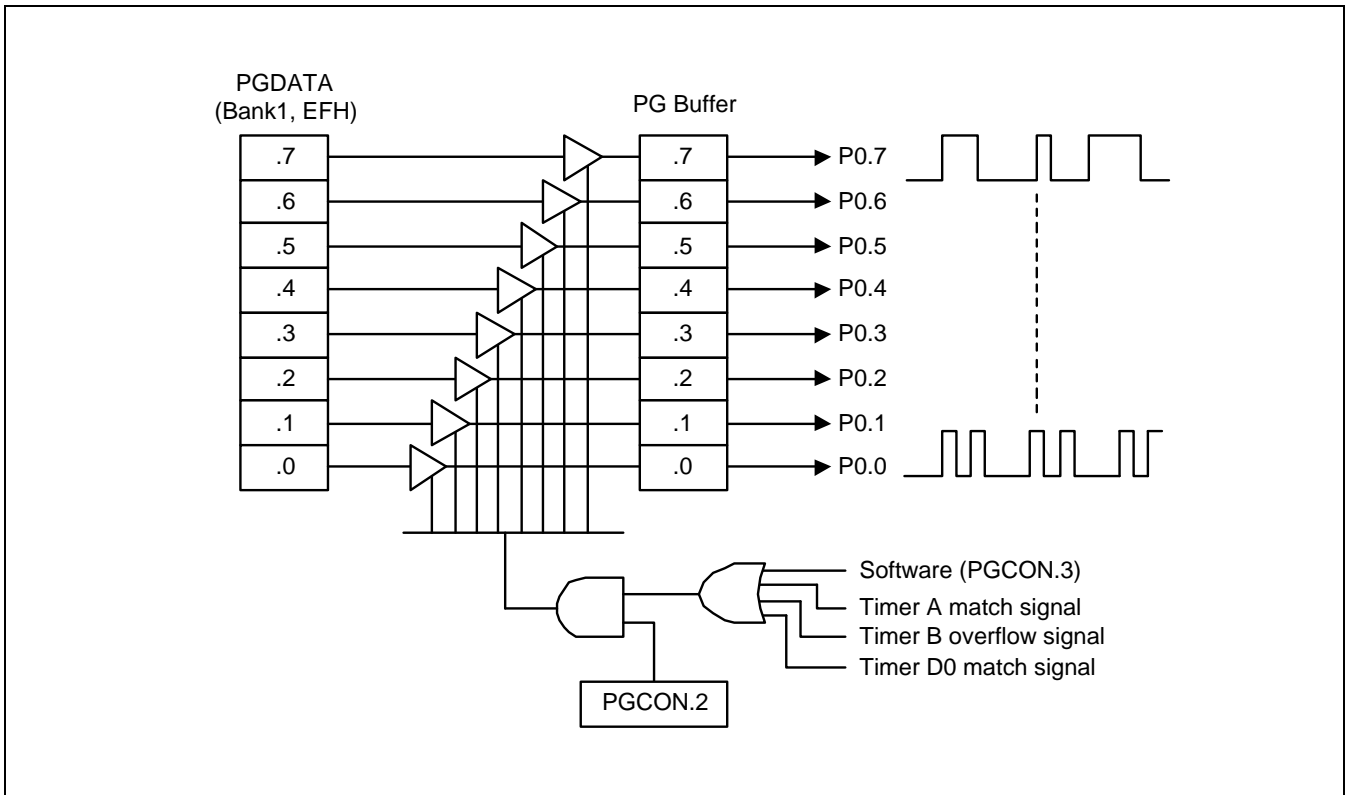 PGDATA
(Bank1, EFH)
PG Buffer
.7 .7 P0.7
.6 .6 P0.6
.5 .5 P0.5
.4 .4 P0.4
.3 .3 P0.3
.2 .2 P0.2
.1 .1 P0.1
.0 .0 P0.0
Software (PGCON.3)
Timer A match signal
Timer B overflow signal
Timer D0 match signal
PGCON.2